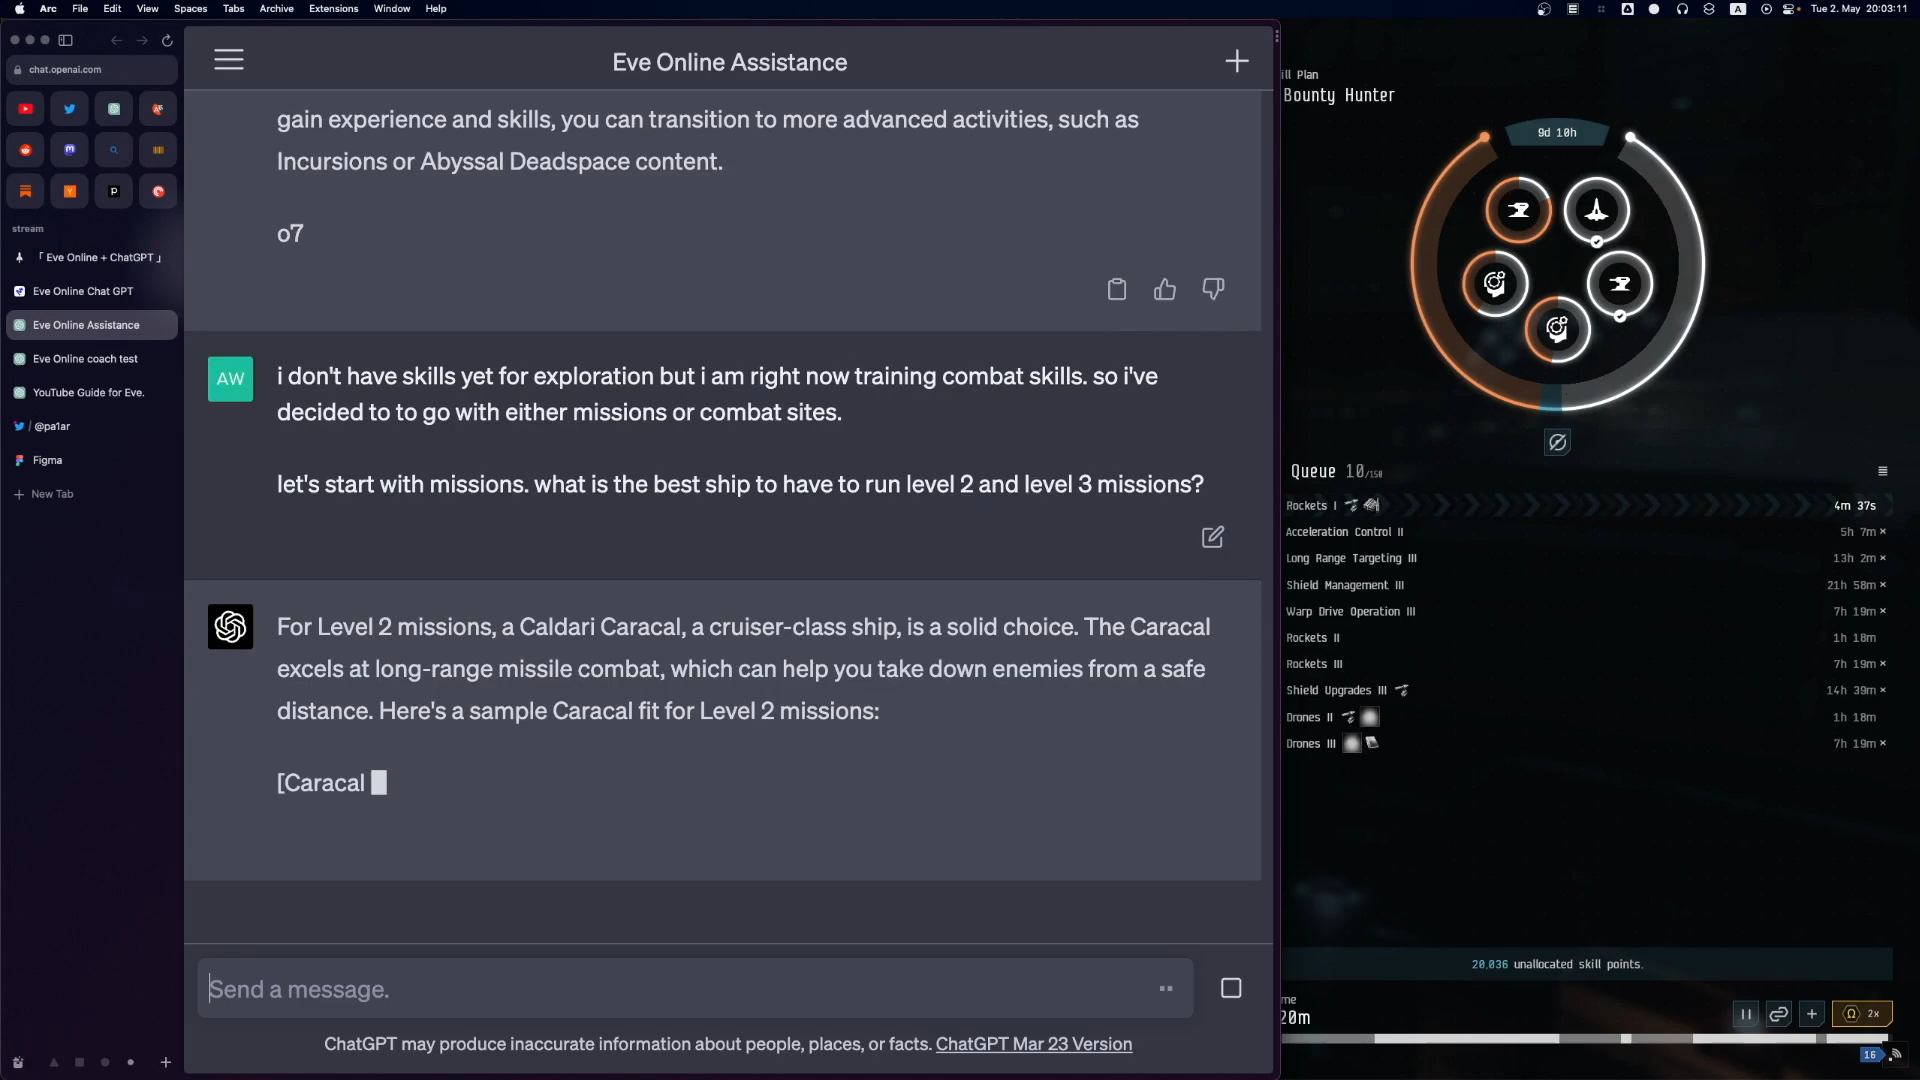 Arc File Edit View Spaces Tabs Archive Extensions Window Help
A
Tue 2. May 20:03:11
chat.openai.com
stream
「 Eve Online + ChatGPT 」
Eve Online Chat GPT
Eve Online Assistance
Eve Online coach test
YouTube Guide for Eve.
/ @pa1ar
Figma
New Tab
Eve Online Assistance
gain experience and skills, you can transition to more advanced activities, such as
Incursions or Abyssal Deadspace content.
o7
AW
i don't have skills yet for exploration but i am right now training combat skills. so i've
decided to to go with either missions or combat sites.
let's start with missions. what is the best ship to have to run level 2 and level 3 missions?
For Level 2 missions, a Caldari Caracal, a cruiser-class ship, is a solid choice. The Caracal
excels at long-range missile combat, which can help you take down enemies from a safe
distance. Here's a sample Caracal fit for Level 2 missions:
[Caracal
Send a message.
ChatGPT may produce inaccurate information about people, places, or facts. ChatGPT Mar 23 Version
ill Plan
Bounty Hunter
9d 10h
Queue 10/150
Rockets I 4m 37s
Acceleration Control II 5h 7m
Long Range Targeting III 13h 2m
Shield Management III 21h 58m
Warp Drive Operation III 7h 19m
Rockets II 1h 18m
Rockets III 7h 19m
Shield Upgrades III 14h 39m
Drones II 1h 18m
Drones III 7h 19m
20,036 unallocated skill points.
me
20m
2x
16